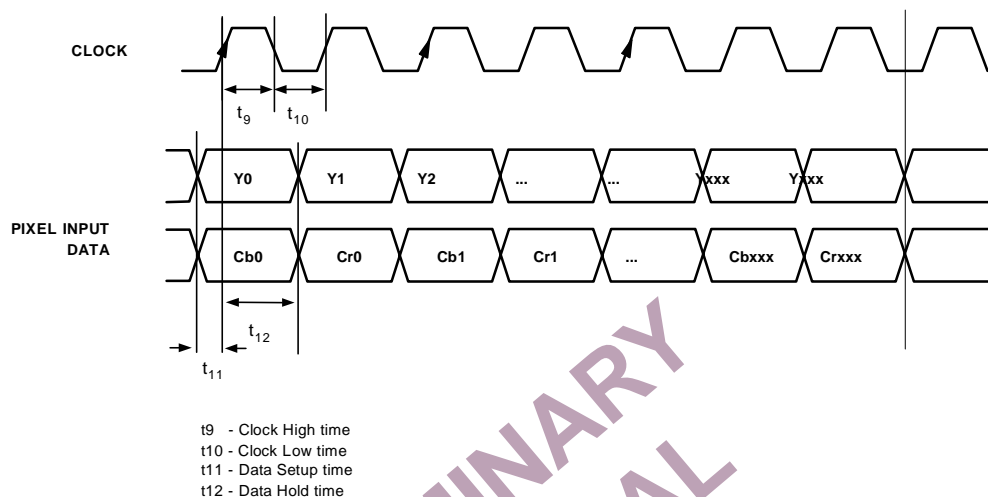 CLOCK
t9 t10
Y0 Y1 Y2 ... ... Yxxx Yxxx
PIXEL INPUT
DATA
Cb0 Cr0 Cb1 Cr1 ... Cbxxx Crxxx
t12
t11
t9 - Clock High time
t10 - Clock Low time
t11 - Data Setup time
t12 - Data Hold time